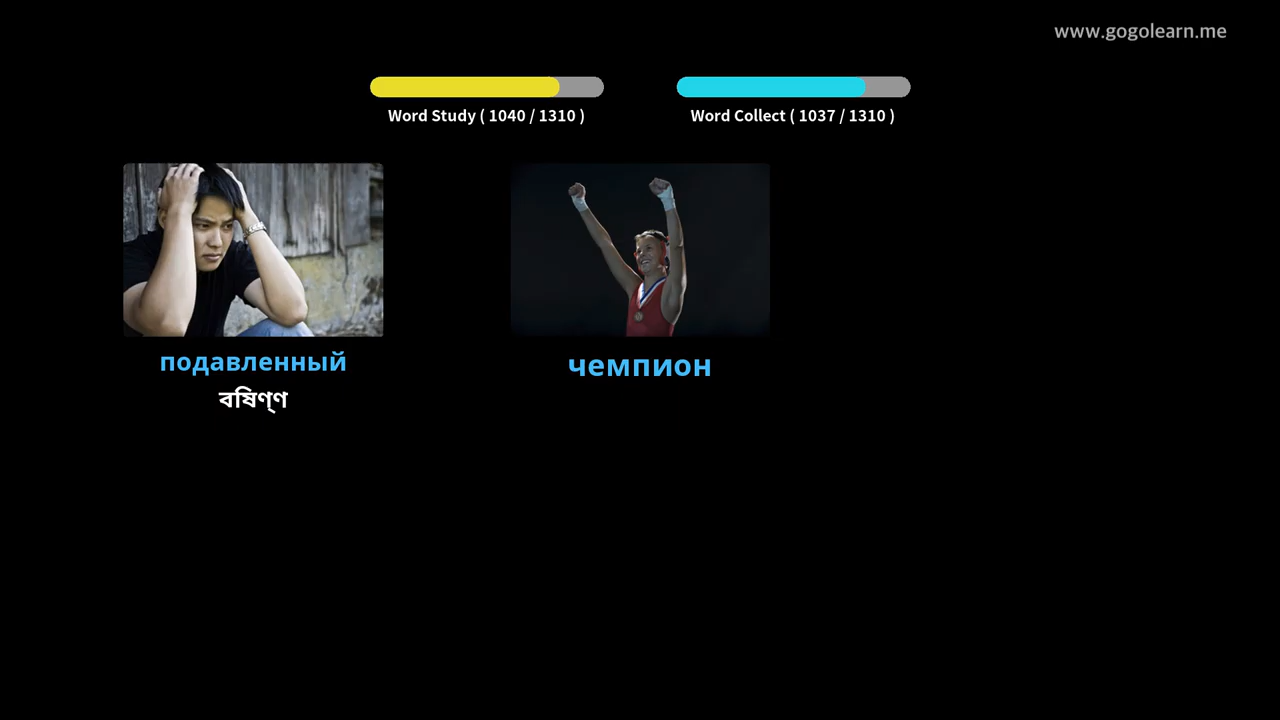 www.gogolearn.me
Word Study ( 1040 / 1310 )
Word Collect ( 1037 / 1310 )
подавленный
чемпион
বিষণ্ণ